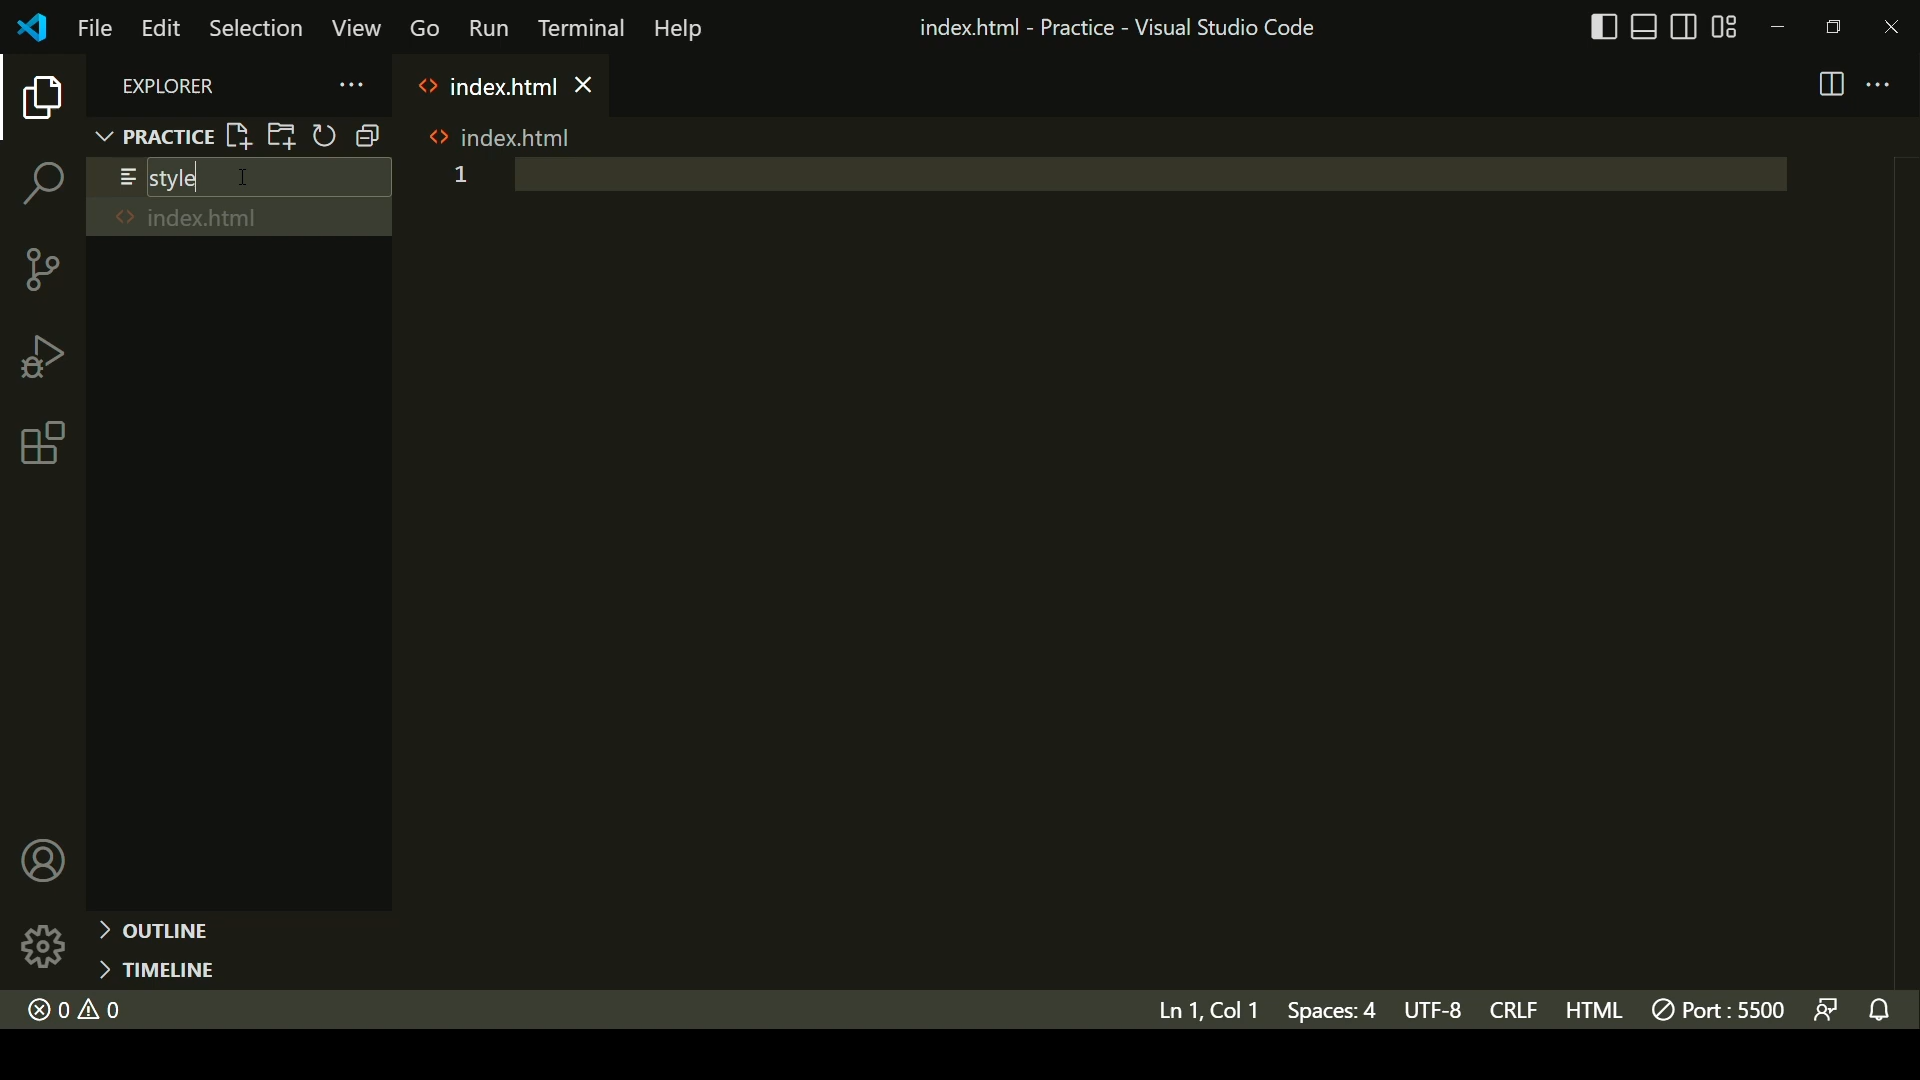 File Edit Selection View Go Run Terminal Help index.html - Practice - Visual Studio Code
EXPLORER
index.html
PRACTICE
index.html
style
1
index.html
OUTLINE
TIMELINE
0 0 Ln 1, Col 1 Spaces: 4 UTF-8 CRLF HTML Port : 5500